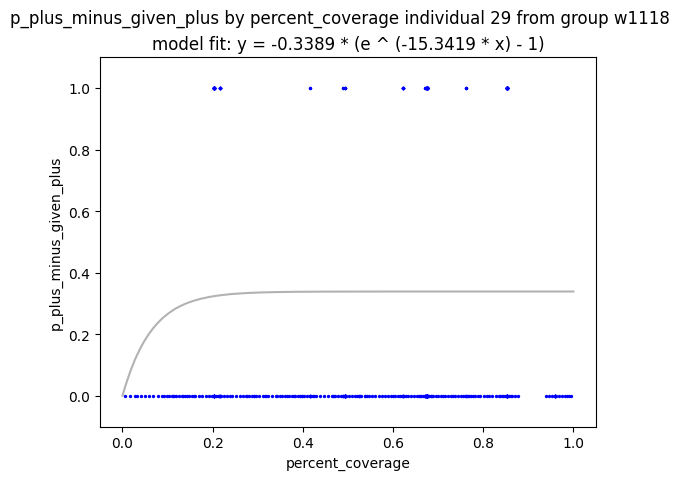 p_plus_minus_given_plus by percent_coverage individual 29 from group w1118
model fit: y = -0.3389 * (e ^ (-15.3419 * x) - 1)
p_plus_minus_given_plus
1.0
0.8
0.6
0.4
0.2
0.0
0.0 0.2 0.4 0.6 0.8 1.0
percent_coverage